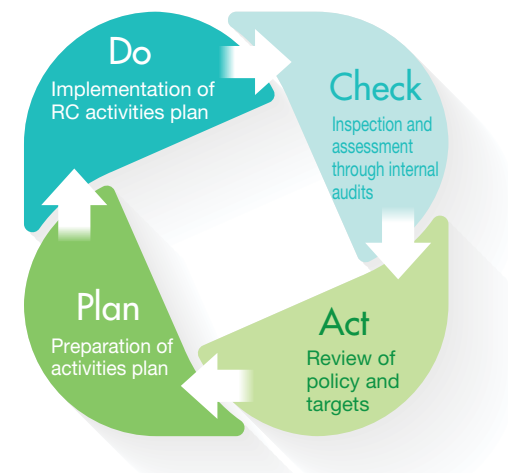 Do
Implementation of
RC activities plan
Check
Inspection and
assessment
through internal
audits
Plan
Preparation of
activities plan
Act
Review of
policy and
targets